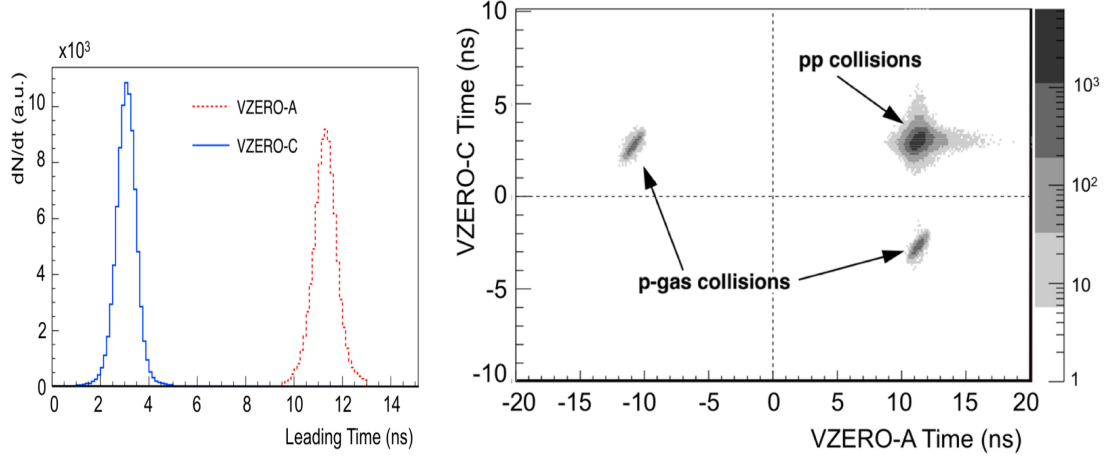 x10³
10
8
6
4
2
0
dN/dt (a.u.)
VZERO-A
VZERO-C
0 2 4 6 8 10 12 14
Leading Time (ns)
10
5
0
-5
-10
VZERO-C Time (ns)
pp collisions
p-gas collisions
-20 -15 -10 -5 0 5 10 15 20
VZERO-A Time (ns)
10³
10²
10
1